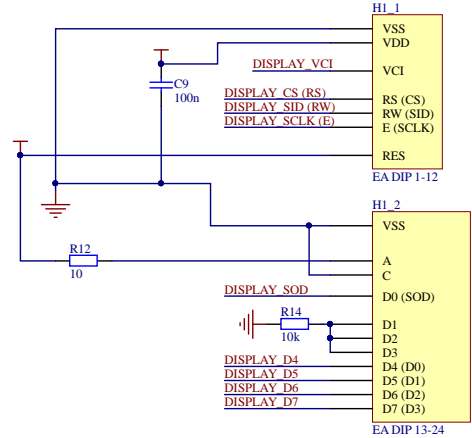 H1_1
VSS
VDD
DISPLAY_VCI
VCI
C9
100n
DISPLAY_CS (RS)
RS (CS)
DISPLAY_SID (RW)
RW (SID)
DISPLAY_SCLK (E)
E (SCLK)
RES
EA DIP 1-12
H1_2
VSS
R12
10
A
C
DISPLAY_SOD
D0 (SOD)
R14
10k
D1
D2
D3
DISPLAY_D4
D4 (D0)
DISPLAY_D5
D5 (D1)
DISPLAY_D6
D6 (D2)
DISPLAY_D7
D7 (D3)
EA DIP 13-24